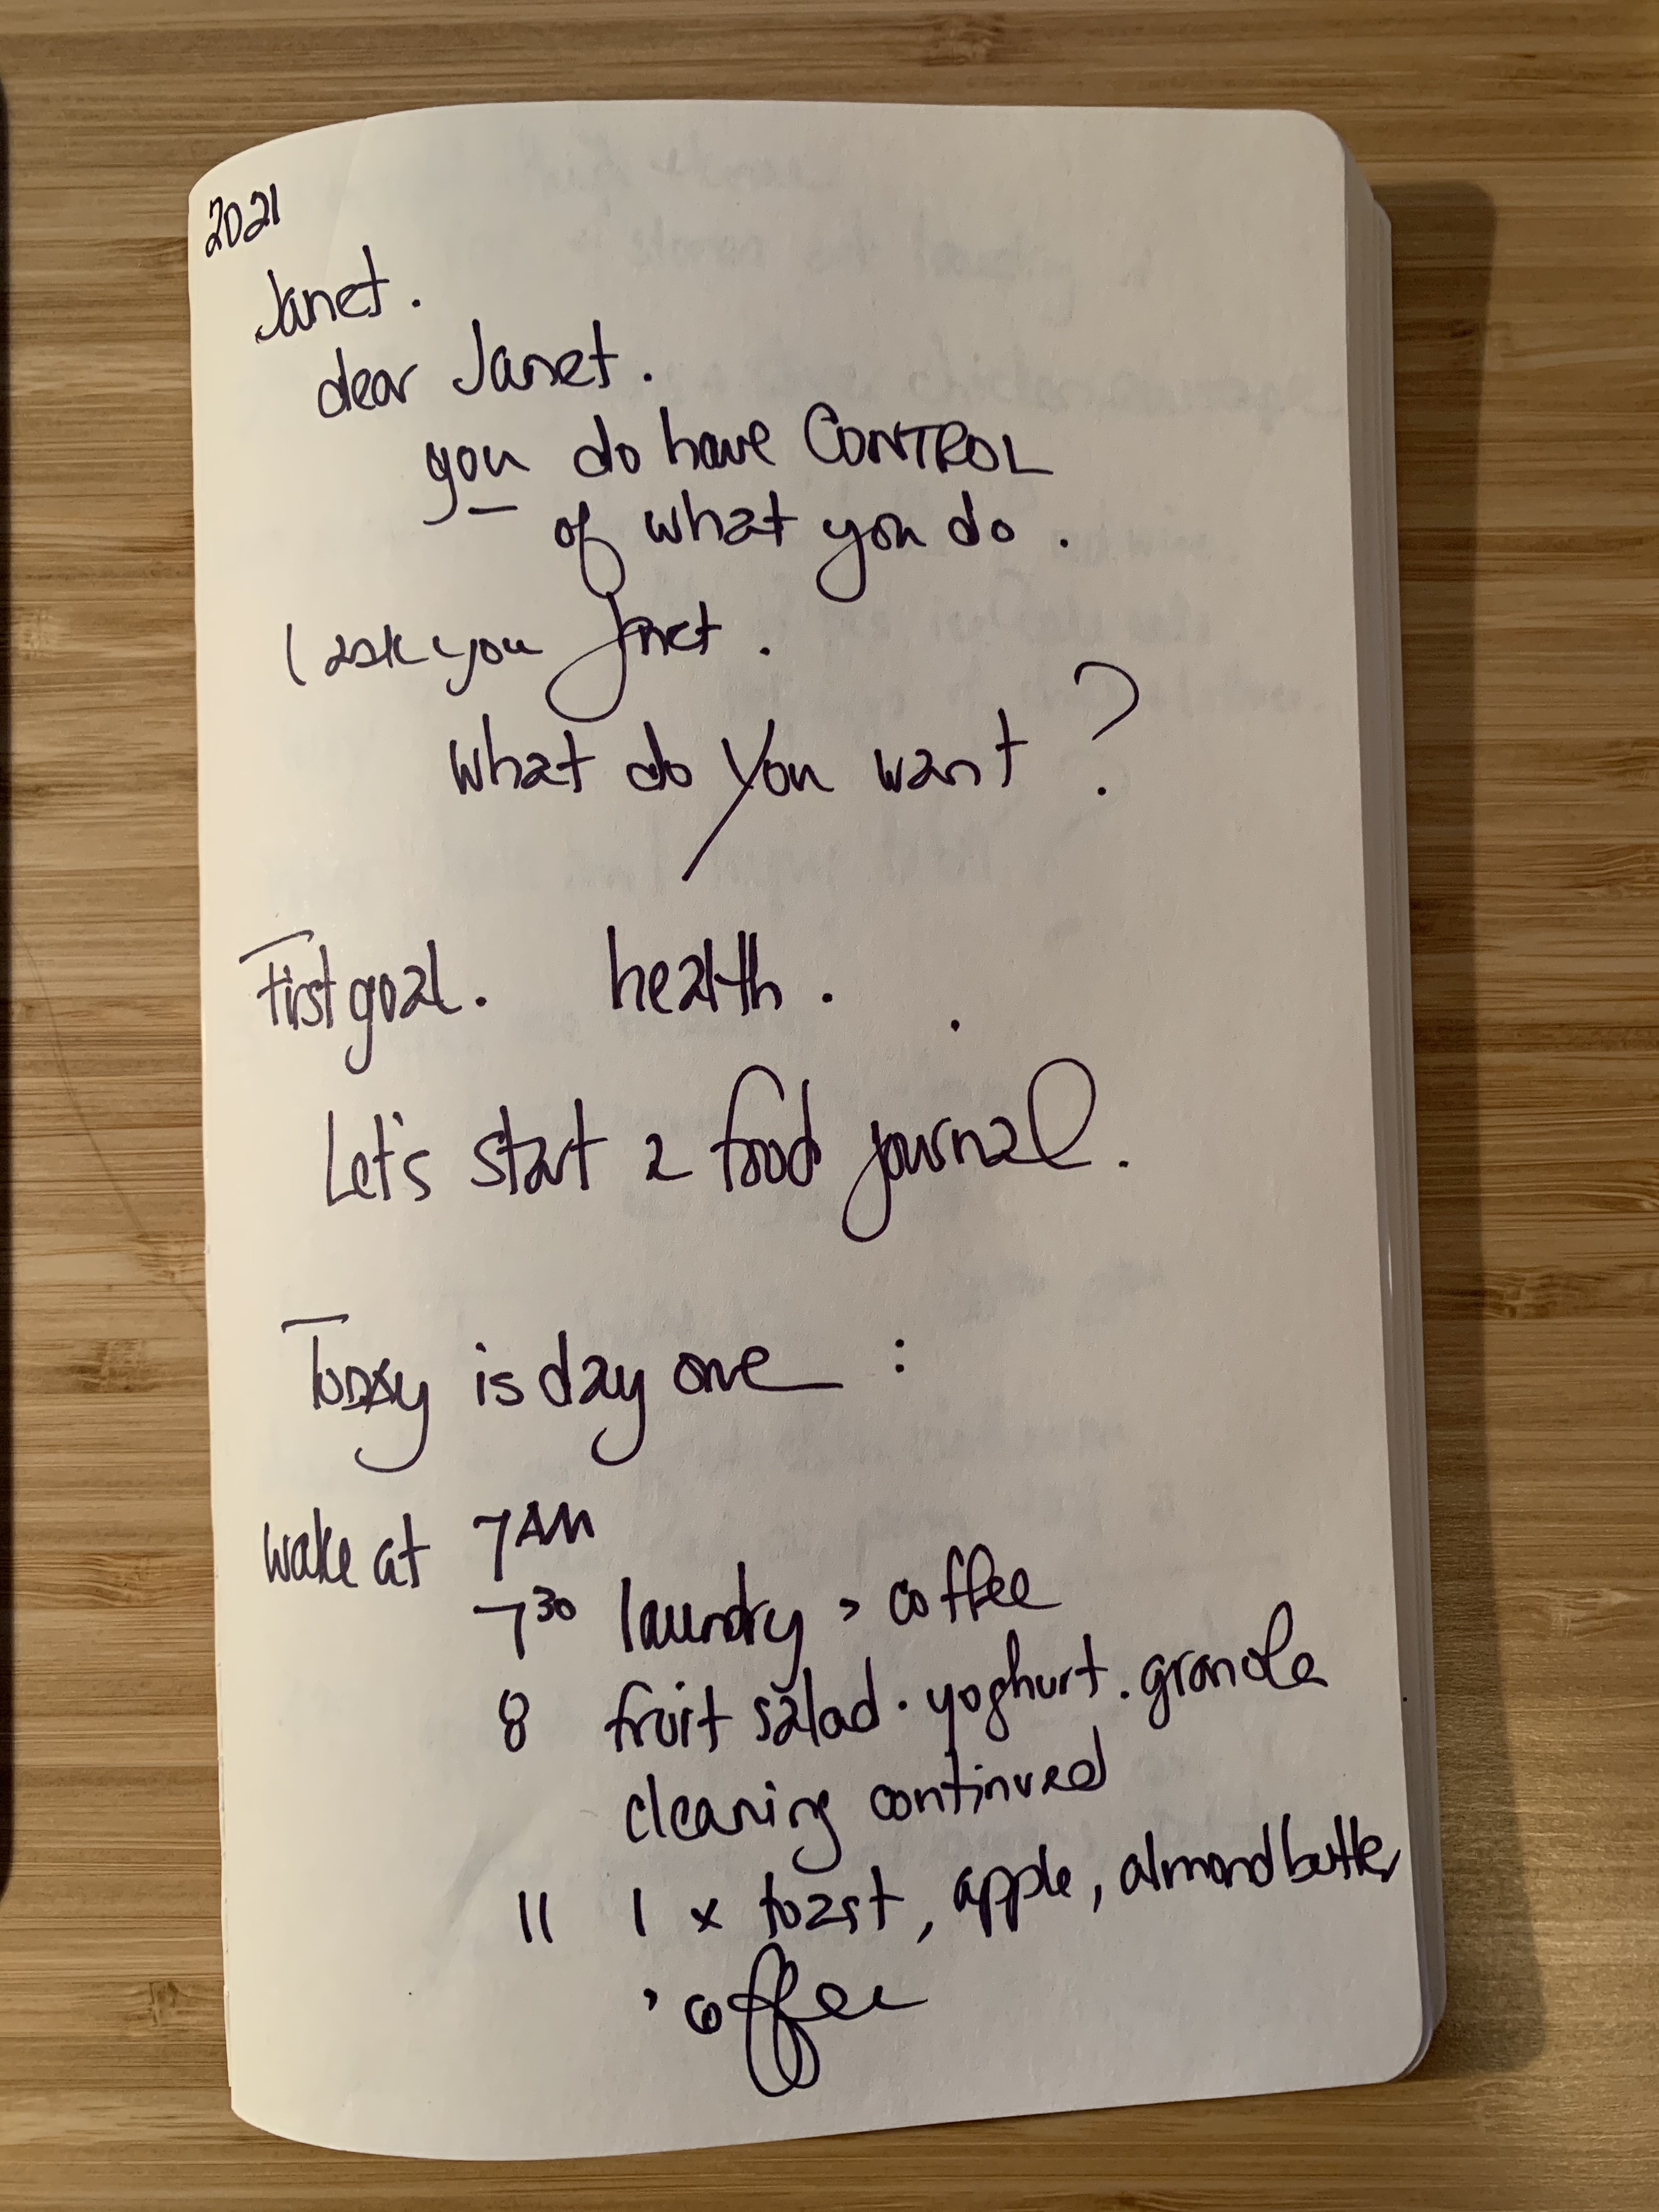 2021
Janet.
dear Janet.
you do have CONTROL
of what you do.
I ask you Janet.
What do you want?
First goal. health.
Let's start a food journal.
Today is day one:
wake at 7AM
730 laundry > coffee
8 fruit salad. yoghurt. granola
cleaning continued
11 1 x toast, apple, almond butter
> coffee